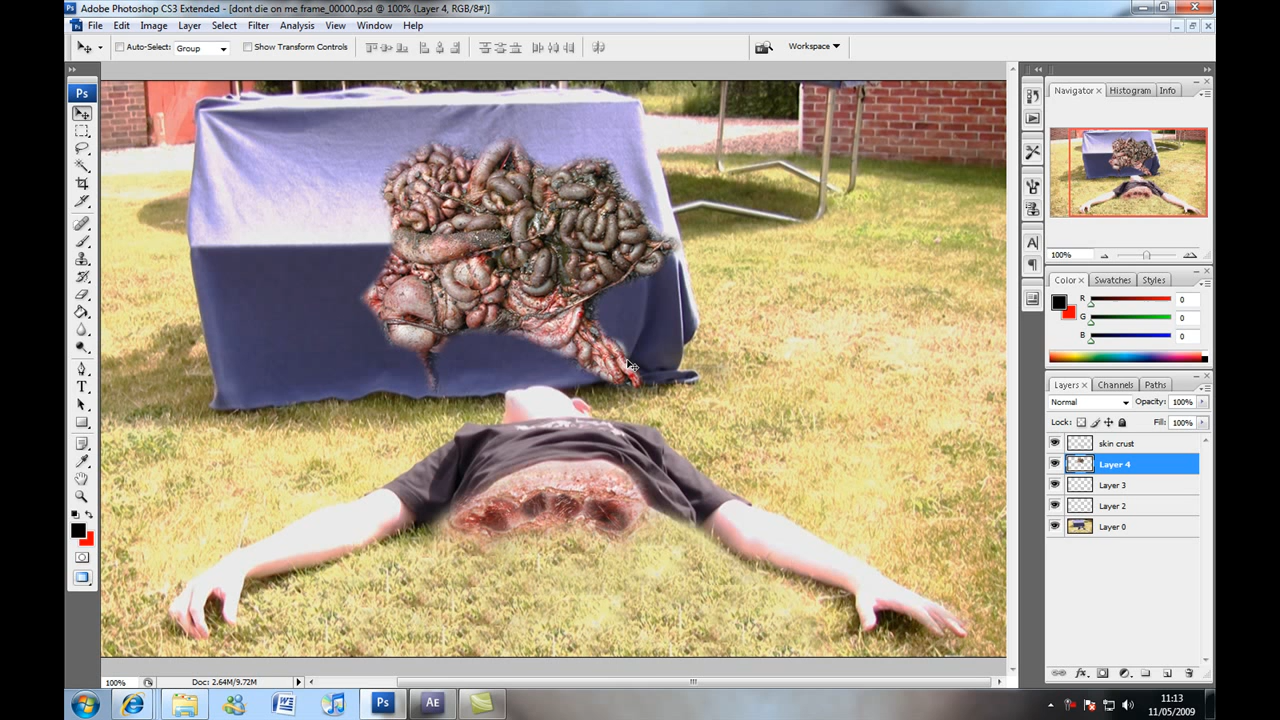 Adobe Photoshop CS3 Extended - [dont die on me frame_00000.psd @ 100% (Layer 4, RGB/8#)]
File Edit Image Layer Select Filter Analysis View Window Help
Auto-Select: Group Show Transform Controls Workspace
Ps
Navigator Histogram Info
100%
Color Swatches Styles
R 0
G 0
B 0
Layers Channels Paths
Normal Opacity: 100%
Lock: Fill: 100%
skin crust
Layer 4
Layer 3
Layer 2
Layer 0
100% Doc: 2.64M/9.72M
Ps AE
11:13
11/05/2009